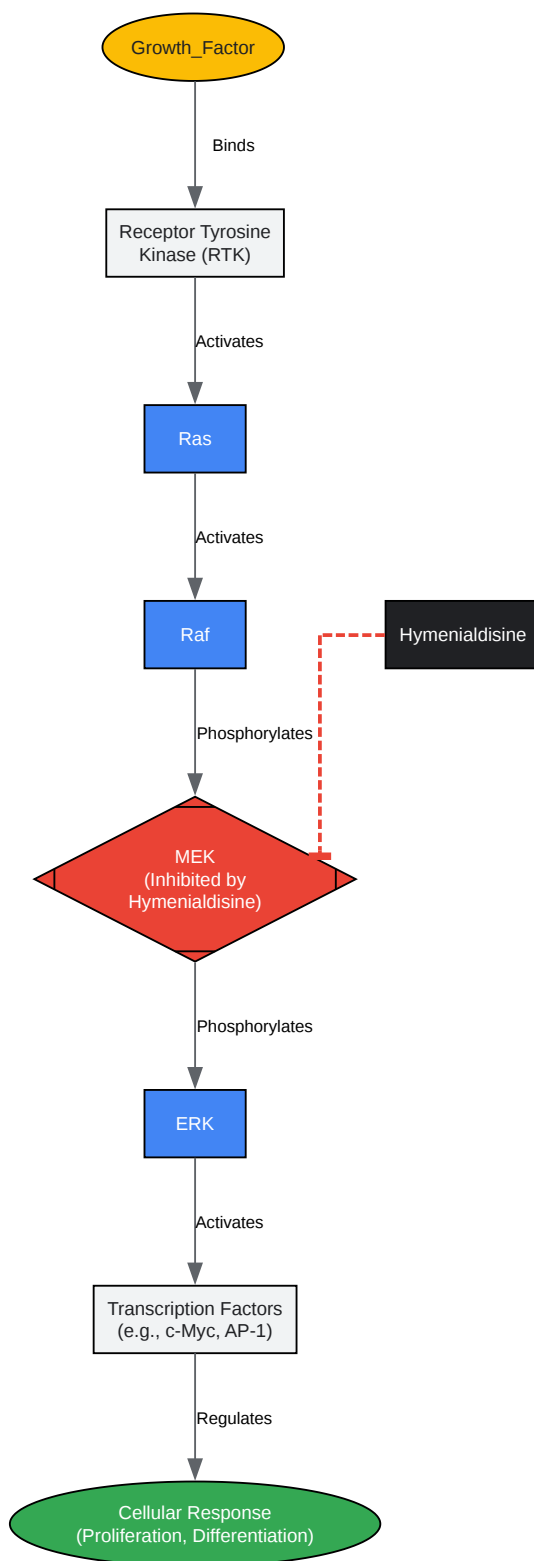 Growth_Factor
Binds
Receptor Tyrosine
Kinase (RTK)
Activates
Ras
Activates
Raf
Hymenialdisine
Phosphorylates
MEK
(Inhibited by
Hymenialdisine)
Phosphorylates
ERK
Activates
Transcription Factors
(e.g., c-Myc, AP-1)
Regulates
Cellular Response
(Proliferation, Differentiation)